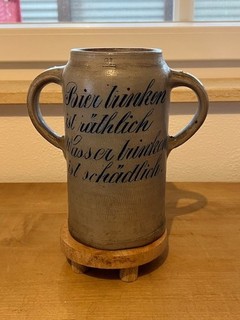 Bier trinken
ist räthlich
Wasser trinken
ist schädlich